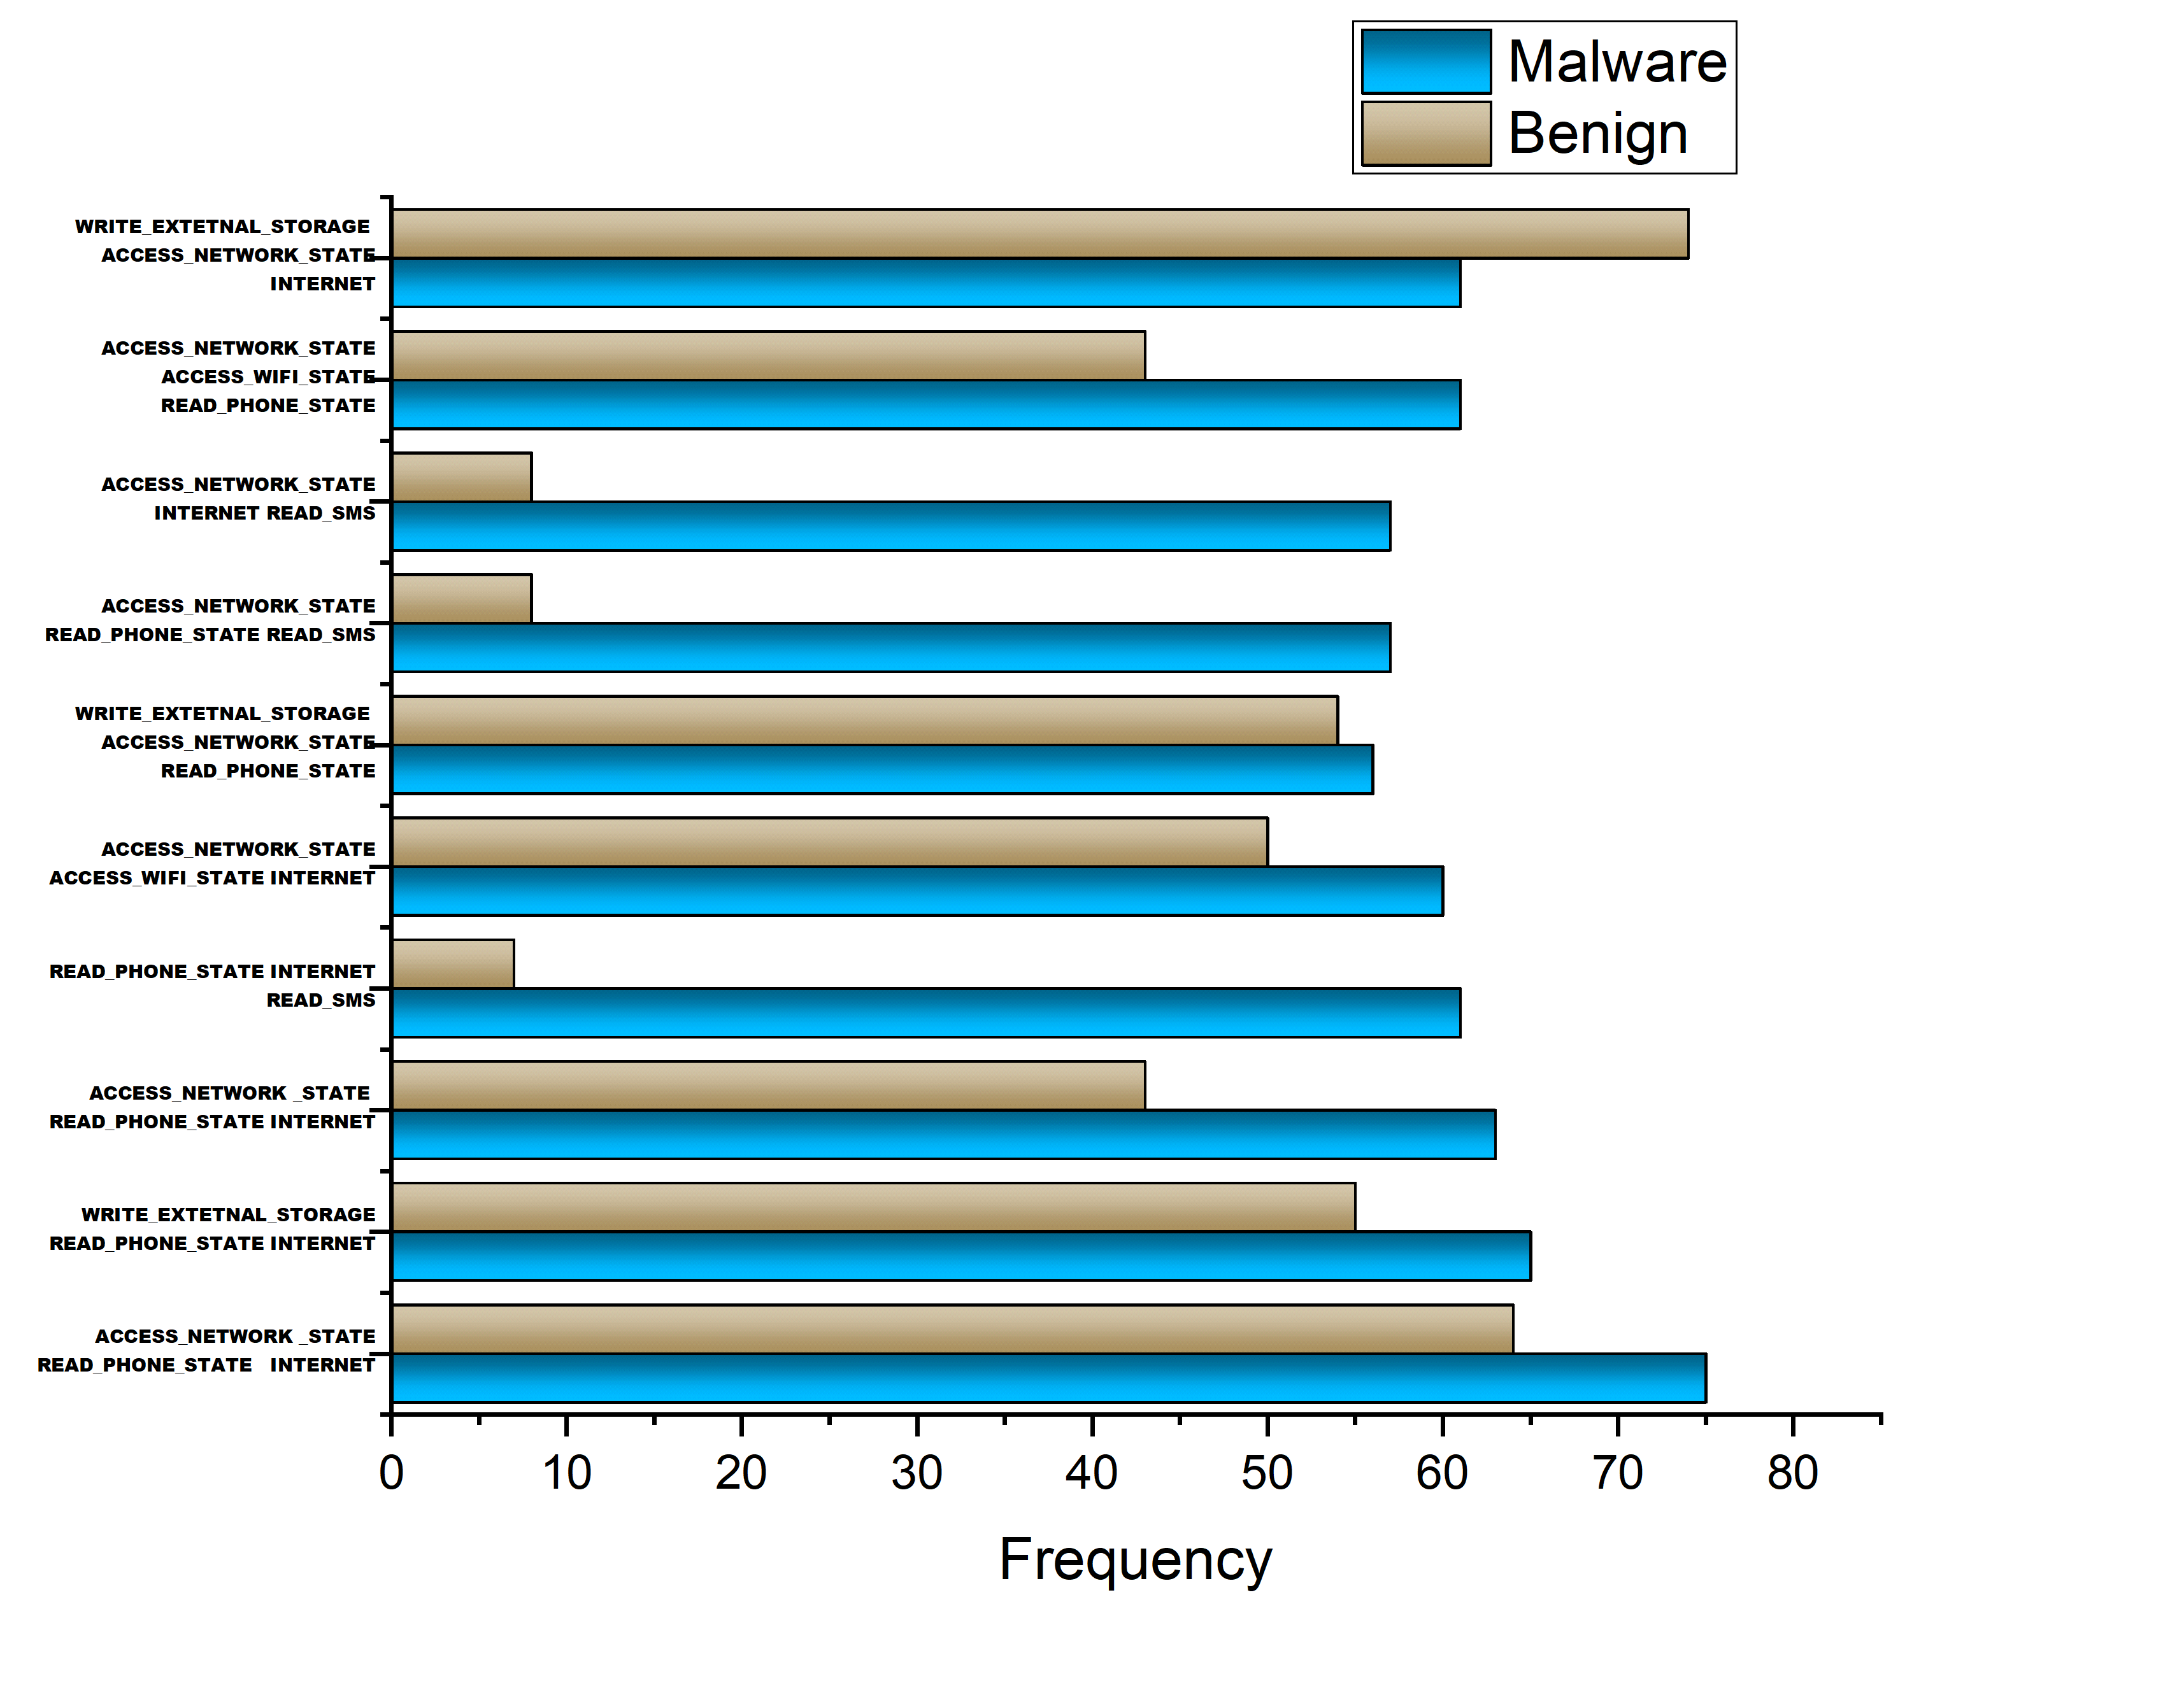 Malware
Benign
WRITE_EXTETNAL_STORAGE
ACCESS_NETWORK_STATE
INTERNET
ACCESS_NETWORK_STATE
ACCESS_WIFI_STATE
READ_PHONE_STATE
ACCESS_NETWORK_STATE
INTERNET READ_SMS
ACCESS_NETWORK_STATE
READ_PHONE_STATE READ_SMS
WRITE_EXTETNAL_STORAGE
ACCESS_NETWORK_STATE
READ_PHONE_STATE
ACCESS_NETWORK_STATE
ACCESS_WIFI_STATE INTERNET
READ_PHONE_STATE INTERNET
READ_SMS
ACCESS_NETWORK _STATE
READ_PHONE_STATE INTERNET
WRITE_EXTETNAL_STORAGE
READ_PHONE_STATE INTERNET
ACCESS_NETWORK _STATE
READ_PHONE_STATE INTERNET
0 10 20 30 40 50 60 70 80
Frequency